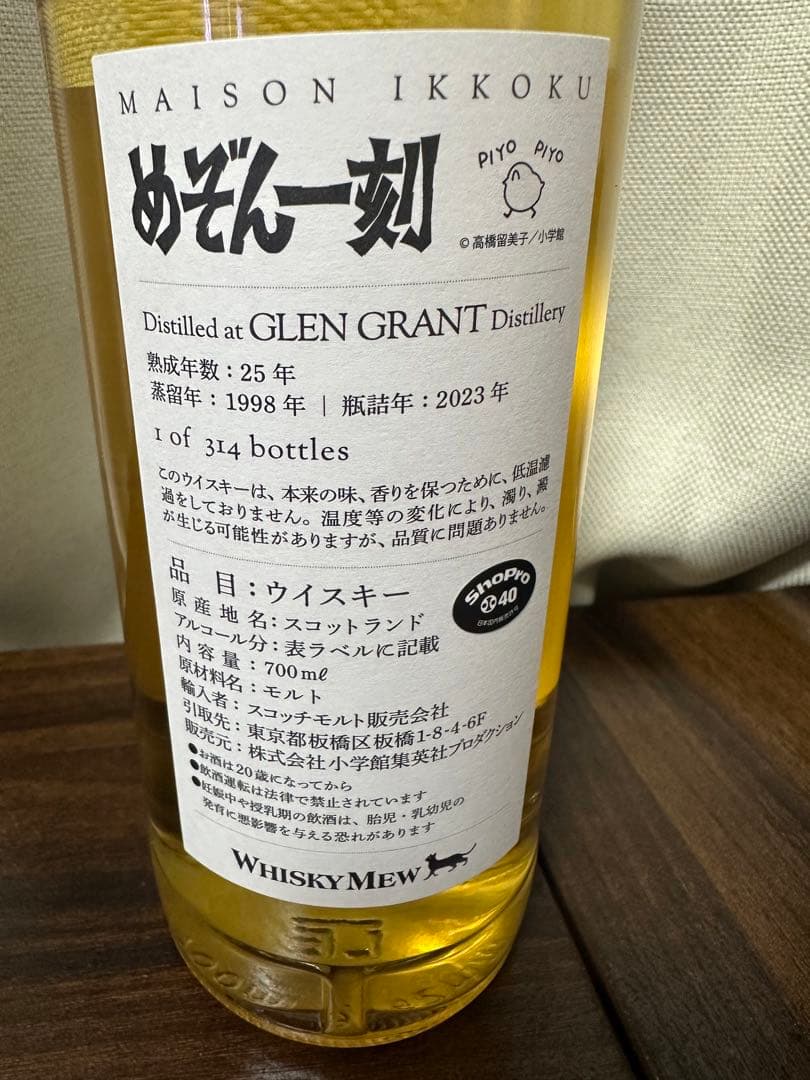 MAISON IKKOKU
めぞん一刻
PIYO PIYO
© 高橋留美子／小学館
Distilled at GLEN GRANT Distillery
熟成年数：25年
蒸留年：1998年｜瓶詰年：2023年
1 of 314 bottles
このウイスキーは、本来の味、香りを保つために、低温濾
過をしておりません。温度等の変化により、濁り、澱
が生じる可能性がありますが、品質に問題ありません。
品目：ウイスキー
原産地名：スコットランド
アルコール分：表ラベルに記載
内容量：700mℓ
原材料名：モルト
輸入者：スコッチモルト販売会社
引取先：東京都板橋区板橋1-8-4-6F
販売元：株式会社小学館集英社プロダクション
ShoPro
40
●お酒は20歳になってから
●飲酒運転は法律で禁止されています
●妊娠中や授乳期の飲酒は、胎児・乳幼児の
発育に悪影響を与える恐れがあります
WHISKYMEW